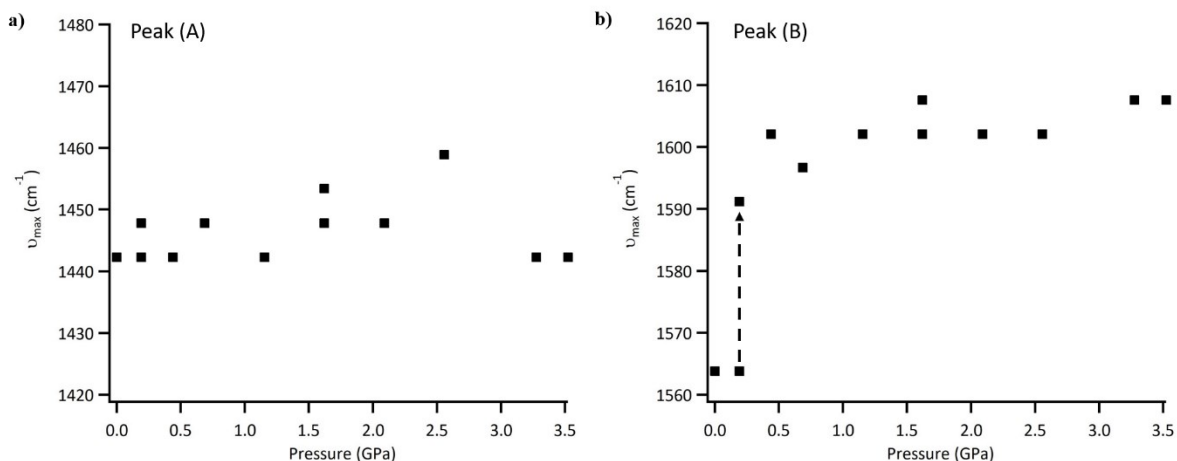 a)
Peak (A)
1480
1470
1460
1450
1440
1430
1420
υmax (cm-1)
0.0 0.5 1.0 1.5 2.0 2.5 3.0 3.5
Pressure (GPa)
b)
Peak (B)
1620
1610
1600
1590
1580
1570
1560
υmax (cm-1)
0.0 0.5 1.0 1.5 2.0 2.5 3.0 3.5
Pressure (GPa)